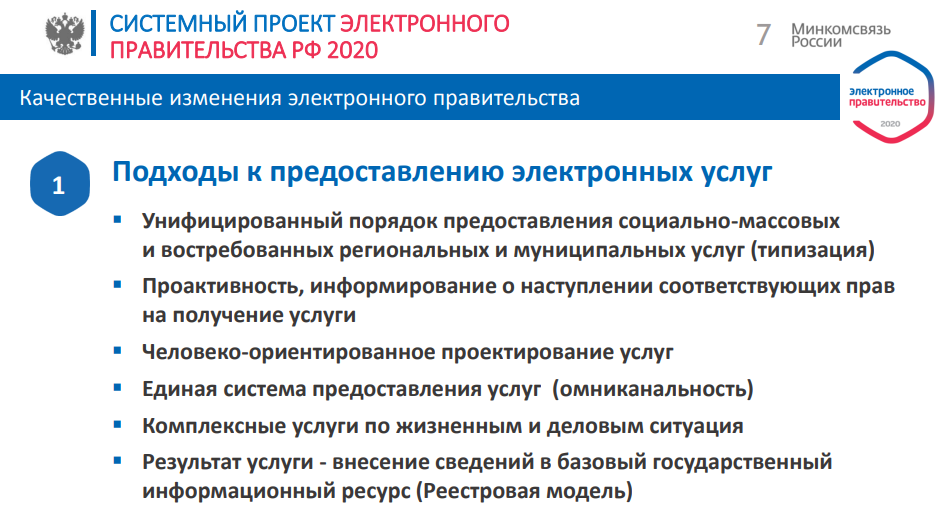 СИСТЕМНЫЙ ПРОЕКТ ЭЛЕКТРОННОГО
ПРАВИТЕЛЬСТВА РФ 2020
7
Минкомсвязь
России
Качественные изменения электронного правительства
электронное
правительство
2020
1
Подходы к предоставлению электронных услуг
▪ Унифицированный порядок предоставления социально-массовых
и востребованных региональных и муниципальных услуг (типизация)
▪ Проактивность, информирование о наступлении соответствующих прав
на получение услуги
▪ Человеко-ориентированное проектирование услуг
▪ Единая система предоставления услуг (омниканальность)
▪ Комплексные услуги по жизненным и деловым ситуация
▪ Результат услуги - внесение сведений в базовый государственный
информационный ресурс (Реестровая модель)